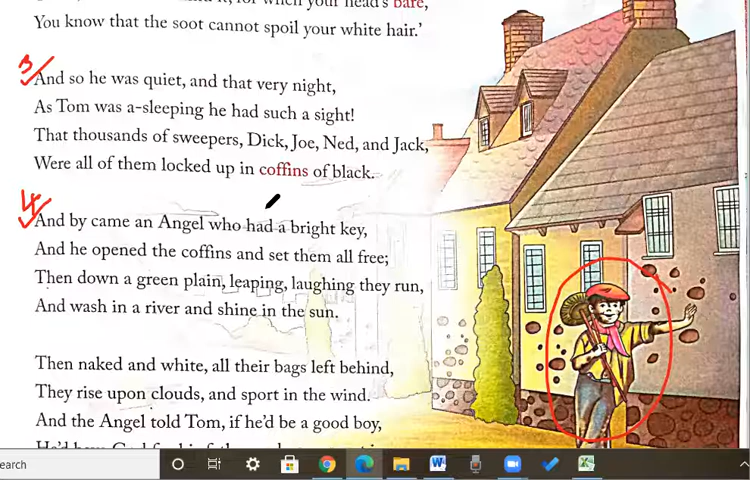 when your head's bare,
You know that the soot cannot spoil your white hair.'
3
And so he was quiet, and that very night,
As Tom was a-sleeping he had such a sight!
That thousands of sweepers, Dick, Joe, Ned, and Jack,
Were all of them locked up in coffins of black.
4
And by came an Angel who had a bright key,
And he opened the coffins and set them all free;
Then down a green plain, leaping, laughing they run,
And wash in a river and shine in the sun.
Then naked and white, all their bags left behind,
They rise upon clouds, and sport in the wind.
And the Angel told Tom, if he'd be a good boy,
earch